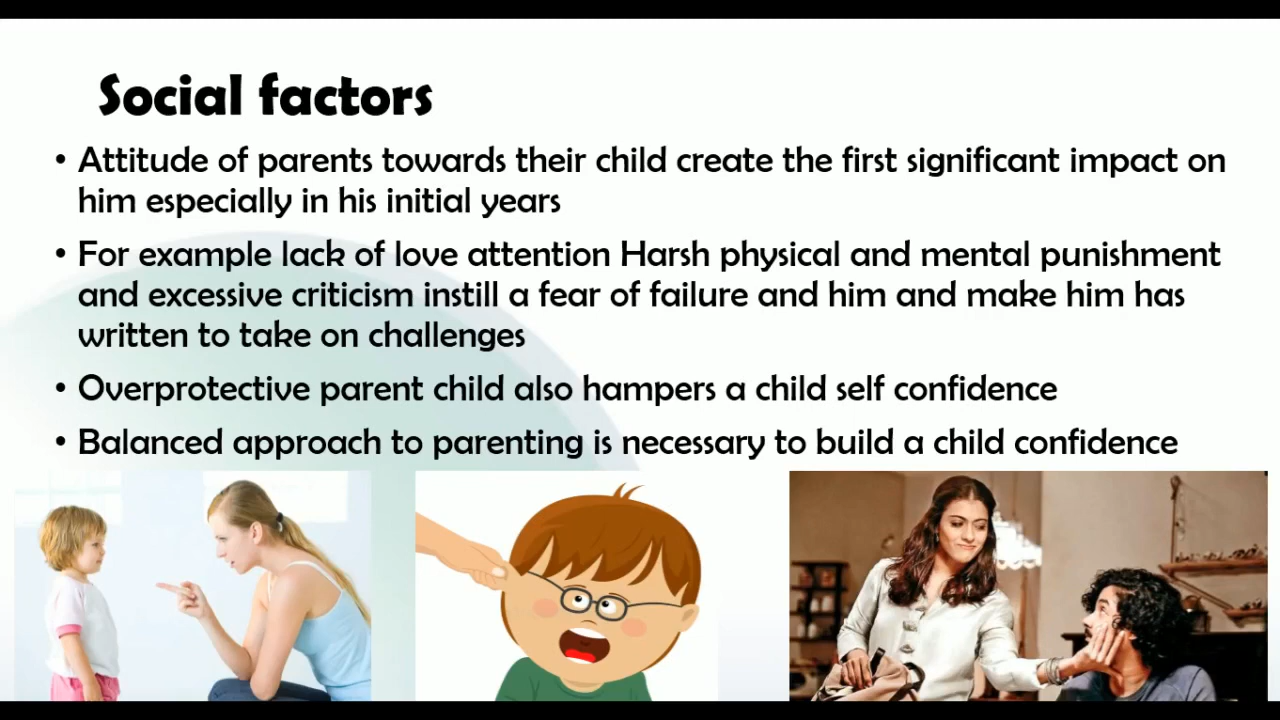 Social factors
• Attitude of parents towards their child create the first significant impact on
him especially in his initial years
• For example lack of love attention Harsh physical and mental punishment
and excessive criticism instill a fear of failure and him and make him has
written to take on challenges
• Overprotective parent child also hampers a child self confidence
• Balanced approach to parenting is necessary to build a child confidence